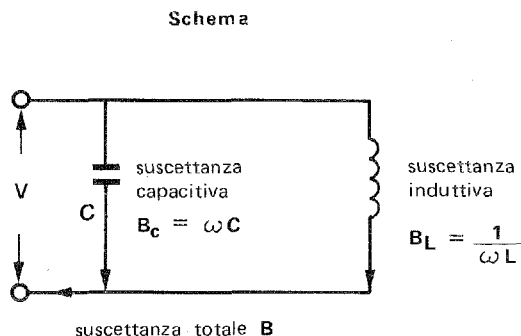 Schema
V
C
suscettanza
capacitiva
B_c = ωC
suscettanza
induttiva
B_L = 1/ωL
suscettanza totale B